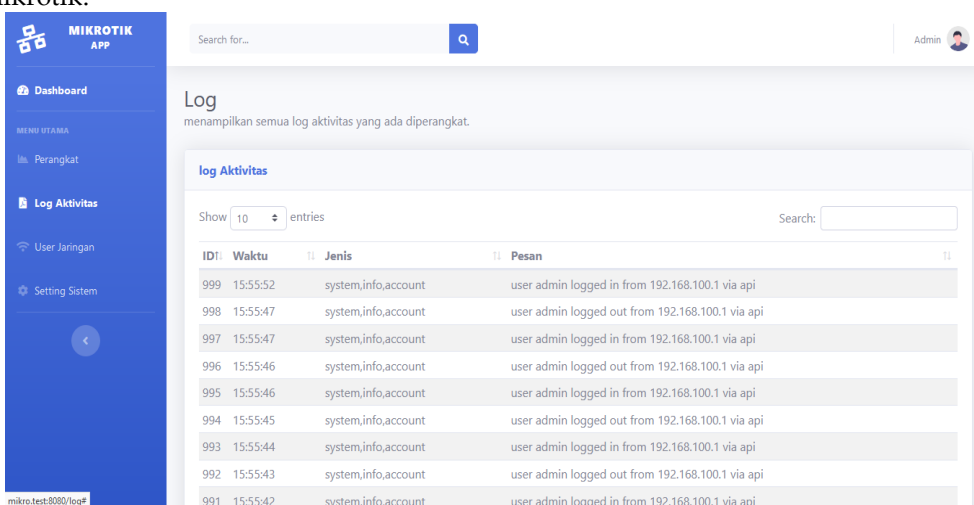 mikrotik.
MIKROTIK
APP
Search for...
Admin
Dashboard
MENU UTAMA
Perangkat
Log Aktivitas
User Jaringan
Setting Sistem
Log
menampilkan semua log aktivitas yang ada diperangkat.
log Aktivitas
Show 10 entries Search:
ID Waktu Jenis Pesan
999 15:55:52 system,info,account user admin logged in from 192.168.100.1 via api
998 15:55:47 system,info,account user admin logged out from 192.168.100.1 via api
997 15:55:47 system,info,account user admin logged in from 192.168.100.1 via api
996 15:55:46 system,info,account user admin logged out from 192.168.100.1 via api
995 15:55:46 system,info,account user admin logged in from 192.168.100.1 via api
994 15:55:45 system,info,account user admin logged out from 192.168.100.1 via api
993 15:55:44 system,info,account user admin logged in from 192.168.100.1 via api
992 15:55:43 system,info,account user admin logged out from 192.168.100.1 via api
991 15:55:42 system,info,account user admin logged in from 192.168.100.1 via api
mikro.test:8080/log#